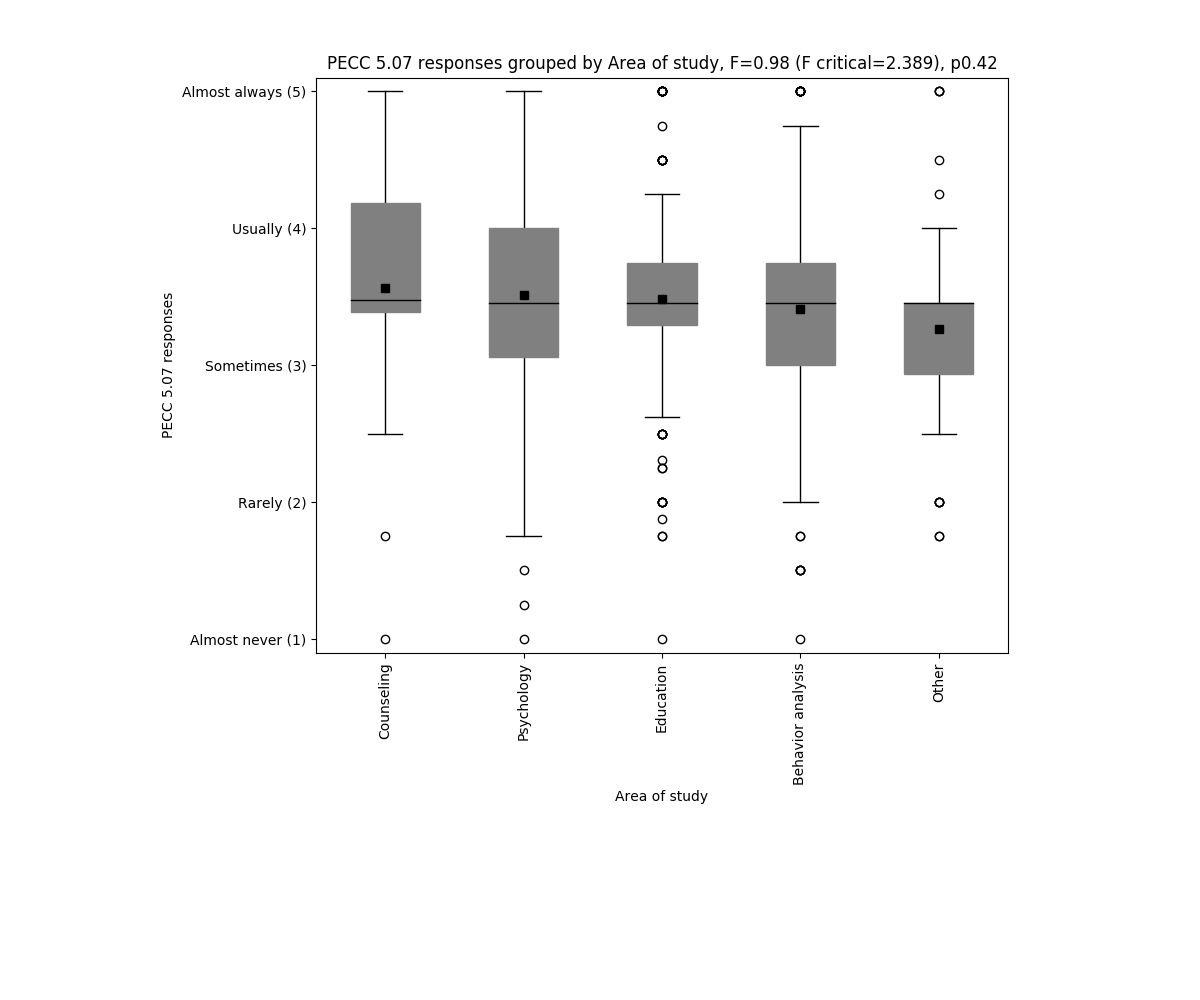 PECC 5.07 responses grouped by Area of study, F=0.98 (F critical=2.389), p0.42
Almost always (5)
Usually (4)
Sometimes (3)
Rarely (2)
Almost never (1)
PECC 5.07 responses
Counseling
Psychology
Education
Behavior analysis
Other
Area of study